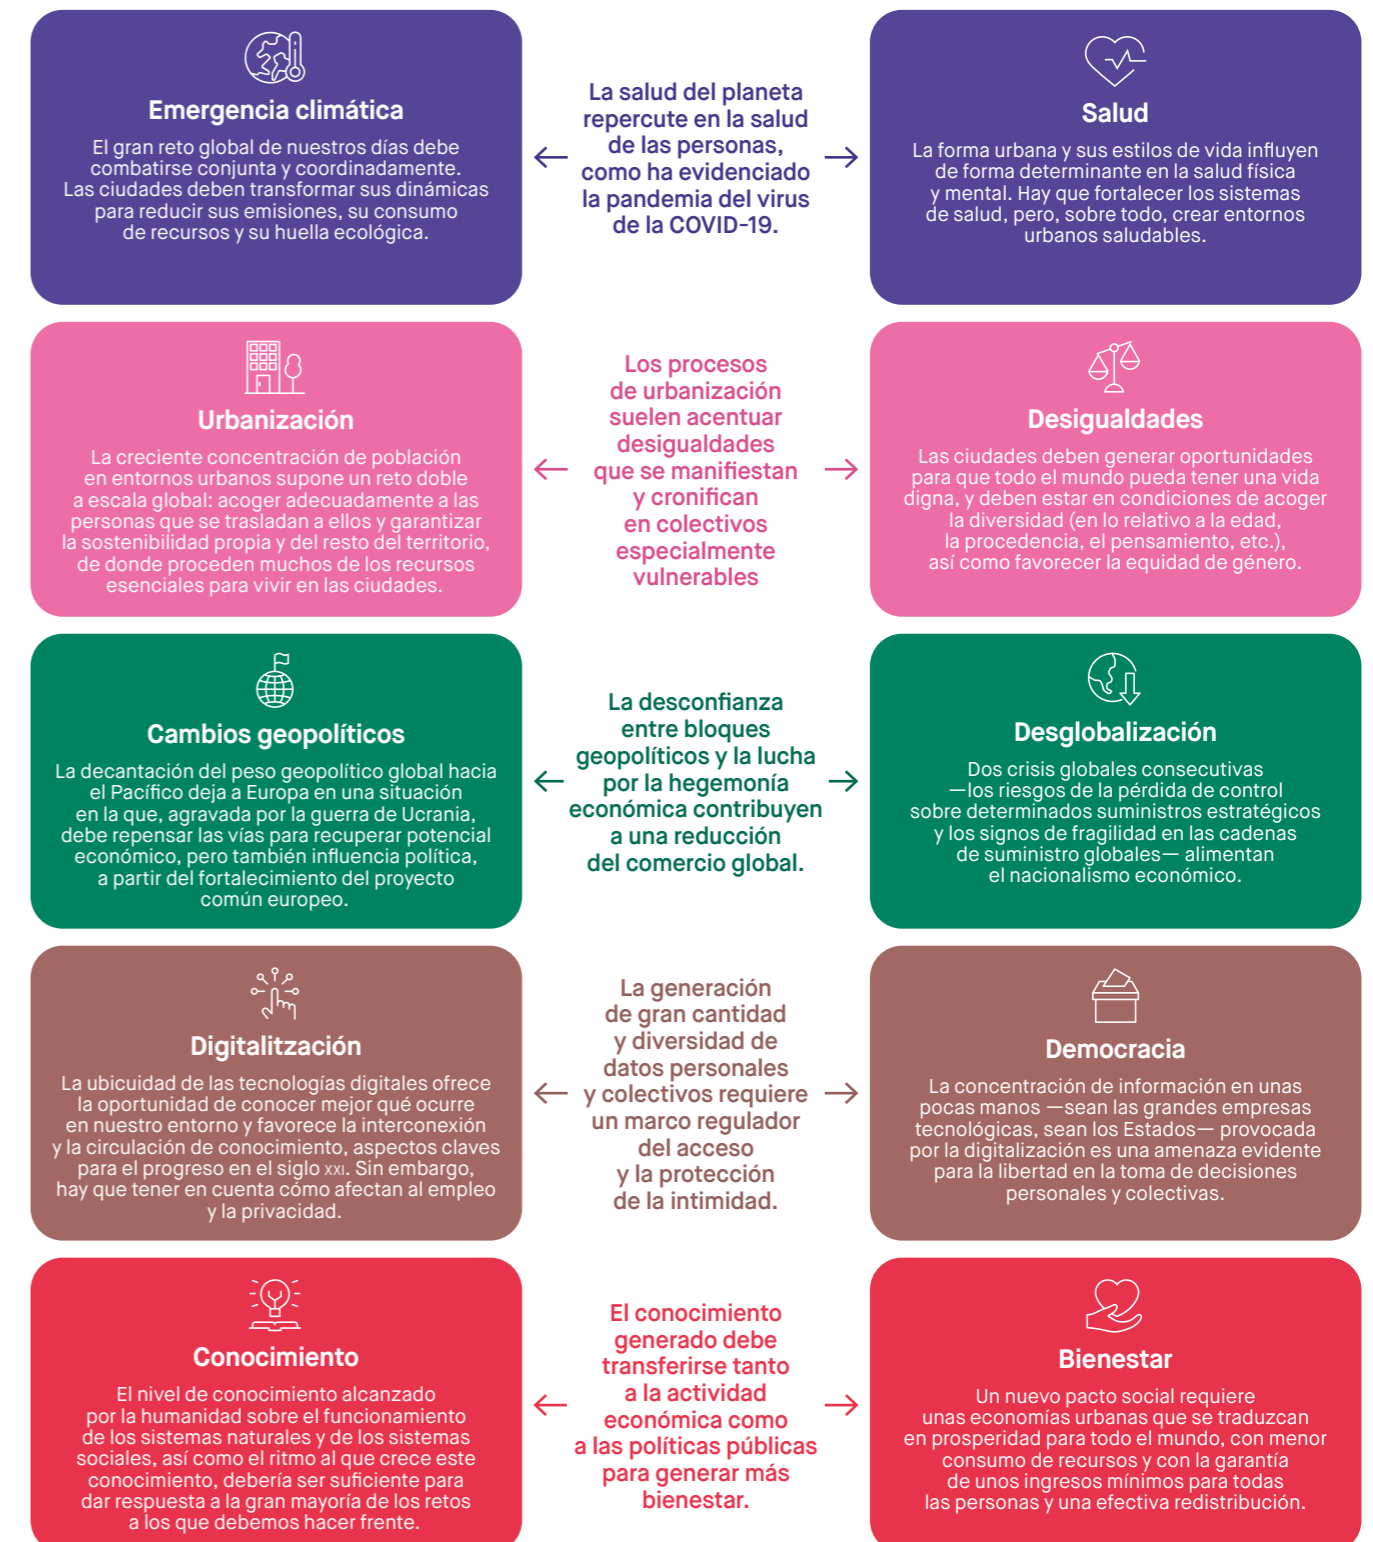 Emergencia climática
El gran reto global de nuestros días debe
combatirse conjunta y coordinadamente.
Las ciudades deben transformar sus dinámicas
para reducir sus emisiones, su consumo
de recursos y su huella ecológica.
La salud del planeta
repercute en la salud
de las personas,
como ha evidenciado
la pandemia del virus
de la COVID-19.
Salud
La forma urbana y sus estilos de vida influyen
de forma determinante en la salud física
y mental. Hay que fortalecer los sistemas
de salud, pero, sobre todo, crear entornos
urbanos saludables.
Urbanización
La creciente concentración de población
en entornos urbanos supone un reto doble
a escala global: acoger adecuadamente a las
personas que se trasladan a ellos y garantizar
la sostenibilidad propia y del resto del territorio,
de donde proceden muchos de los recursos
esenciales para vivir en las ciudades.
Los procesos
de urbanización
suelen acentuar
desigualdades
que se manifiestan
y cronifican
en colectivos
especialmente
vulnerables
Desigualdades
Las ciudades deben generar oportunidades
para que todo el mundo pueda tener una vida
digna, y deben estar en condiciones de acoger
la diversidad (en lo relativo a la edad,
la procedencia, el pensamiento, etc.),
así como favorecer la equidad de género.
Cambios geopolíticos
La decantación del peso geopolítico global hacia
el Pacífico deja a Europa en una situación
en la que, agravada por la guerra de Ucrania,
debe repensar las vías para recuperar potencial
económico, pero también influencia política,
a partir del fortalecimiento del proyecto
común europeo.
La desconfianza
entre bloques
geopolíticos y la lucha
por la hegemonía
económica contribuyen
a una reducción
del comercio global.
Desglobalización
Dos crisis globales consecutivas
—los riesgos de la pérdida de control
sobre determinados suministros estratégicos
y los signos de fragilidad en las cadenas
de suministro globales— alimentan
el nacionalismo económico.
Digitalitzación
La ubicuidad de las tecnologías digitales ofrece
la oportunidad de conocer mejor qué ocurre
en nuestro entorno y favorece la interconexión
y la circulación de conocimiento, aspectos claves
para el progreso en el siglo XXI. Sin embargo,
hay que tener en cuenta cómo afectan al empleo
y la privacidad.
La generación
de gran cantidad
y diversidad de
datos personales
y colectivos requiere
un marco regulador
del acceso
y la protección
de la intimidad.
Democracia
La concentración de información en unas
pocas manos —sean las grandes empresas
tecnológicas, sean los Estados— provocada
por la digitalización es una amenaza evidente
para la libertad en la toma de decisiones
personales y colectivas.
Conocimiento
El nivel de conocimiento alcanzado
por la humanidad sobre el funcionamiento
de los sistemas naturales y de los sistemas
sociales, así como el ritmo al que crece este
conocimiento, debería ser suficiente para
dar respuesta a la gran mayoría de los retos
a los que debemos hacer frente.
El conocimiento
generado debe
transferirse tanto
a la actividad
económica como
a las políticas públicas
para generar más
bienestar.
Bienestar
Un nuevo pacto social requiere
unas economías urbanas que se traduzcan
en prosperidad para todo el mundo, con menor
consumo de recursos y con la garantía
de unos ingresos mínimos para todas
las personas y una efectiva redistribución.